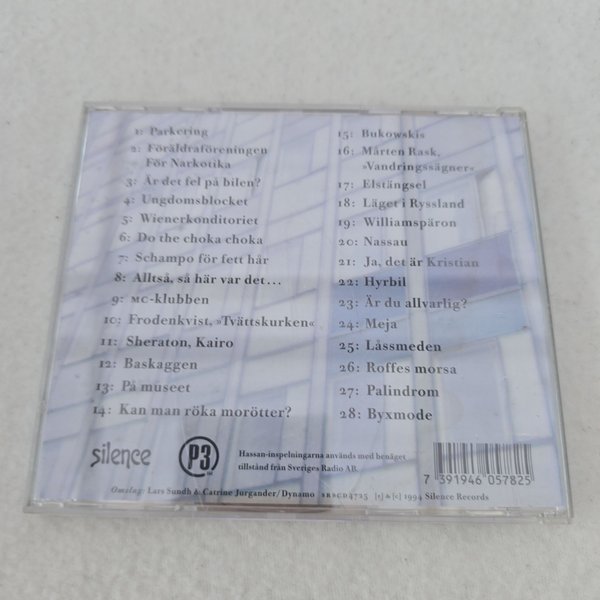 1: Parkering
2: Föräldraföreningen
För Narkotika
3: Är det fel på bilen?
4: Ungdomsblocket
5: Wienerkonditoriet
6: Do the choka choka
7: Schampo för fett hår
8: Alltså, så här var det...
9: MC-klubben
10: Frodenkvist, »Tvättskurken«
11: Sheraton, Kairo
12: Baskaggen
13: På museet
14: Kan man röka morötter?
15: Bukowskis
16: Mårten Rask,
»Vandringssägner«
17: Elstängsel
18: Läget i Ryssland
19: Williamspäron
20: Nassau
21: Ja, det är Kristian
22: Hyrbil
23: Är du allvarlig?
24: Meja
25: Låssmeden
26: Roffes morsa
27: Palindrom
28: Byxmode
silence
P3
Hassan-inspelningarna används med benäget
tillstånd från Sveriges Radio AB.
7 391946 057825
Omslag: Lars Sundh & Catrine Jurgander/Dynamo SRSCD4725 [p] & [c] 1994 Silence Records